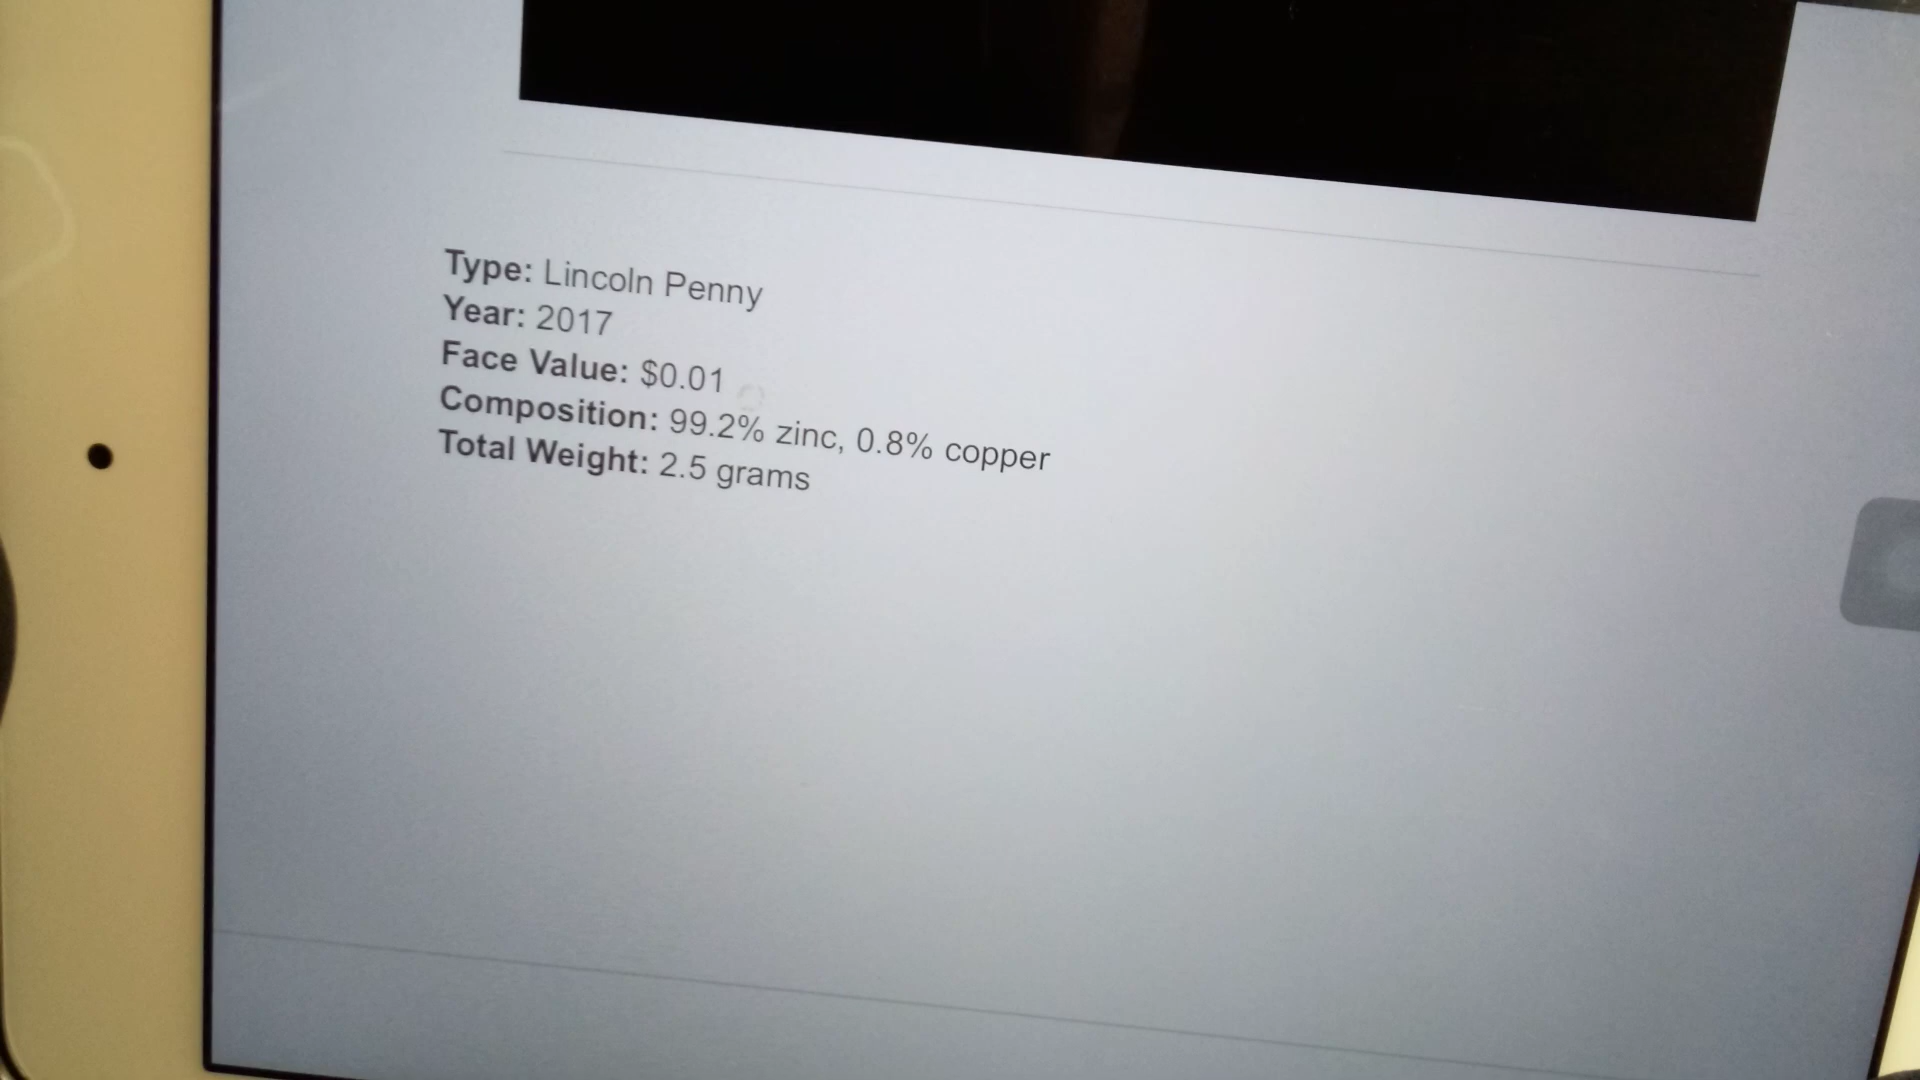 Type: Lincoln Penny
Year: 2017
Face Value: $0.01
Composition: 99.2% zinc, 0.8% copper
Total Weight: 2.5 grams